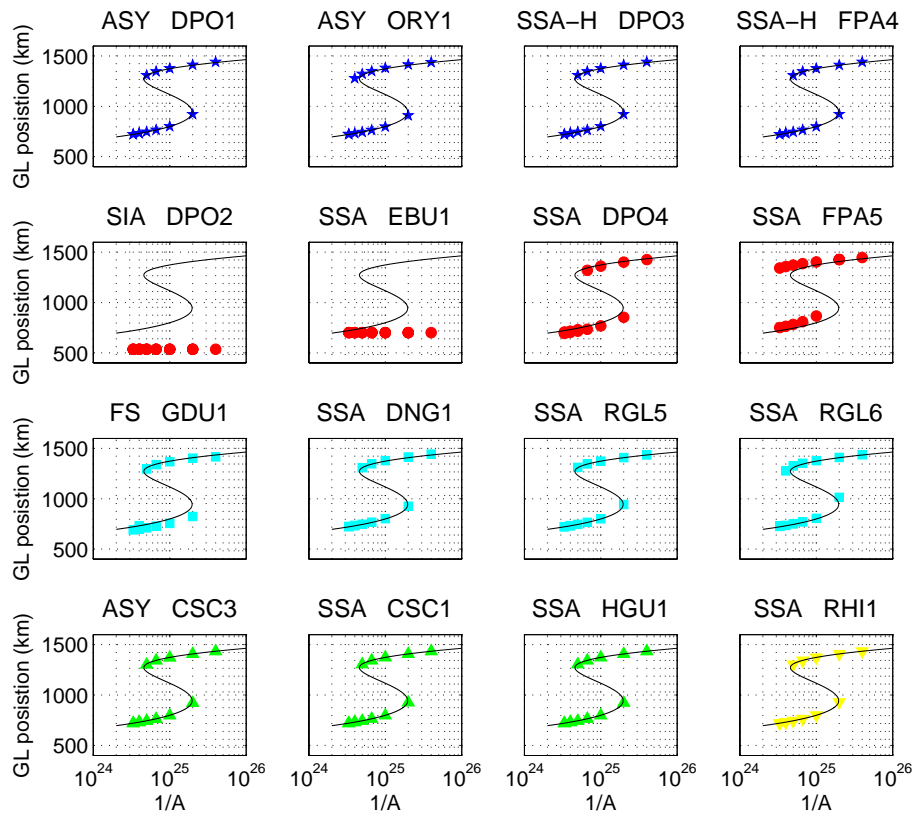 ASY DPO1 ASY ORY1 SSA−H DPO3 SSA−H FPA4
GL posistion (km)
1500
1000
500
SIA DPO2 SSA EBU1 SSA DPO4 SSA FPA5
GL posistion (km)
1500
1000
500
FS GDU1 SSA DNG1 SSA RGL5 SSA RGL6
GL posistion (km)
1500
1000
500
ASY CSC3 SSA CSC1 SSA HGU1 SSA RHI1
GL posistion (km)
1500
1000
500
10^24 10^25 10^26 10^24 10^25 10^26 10^24 10^25 10^26 10^24 10^25 10^26
1/A 1/A 1/A 1/A